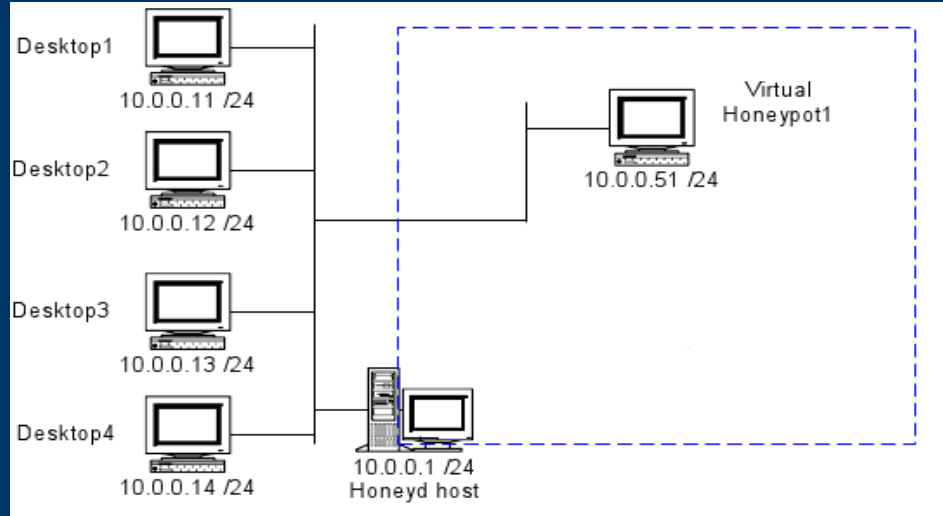 Desktop1
10.0.0.11 /24
Desktop2
10.0.0.12 /24
Desktop3
10.0.0.13 /24
Desktop4
10.0.0.14 /24
Virtual
Honeypot1
10.0.0.51 /24
10.0.0.1 /24
Honeyd host